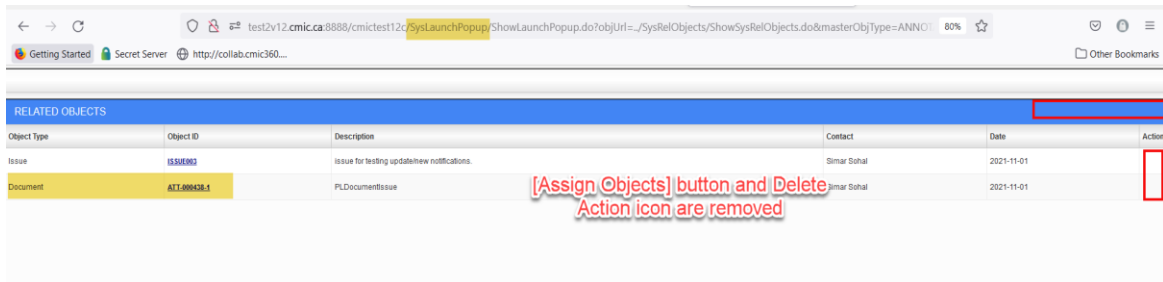 test2v12.cmic.ca:8888/cmictest12c/SysLaunchPopup/ShowLaunchPopup.do?objUrl=../SysRelObjects/ShowSysRelObjects.do&masterObjType=ANNOT 80%
Getting Started Secret Server http://collab.cmic360.... Other Bookmarks
RELATED OBJECTS
Object Type Object ID Description Contact Date Action
Issue ISSUE003 issue for testing update/new notifications. Simar Sohal 2021-11-01
Document ATT-000438-1 PLDocumentIssue Simar Sohal 2021-11-01
[Assign Objects] button and Delete
Action icon are removed